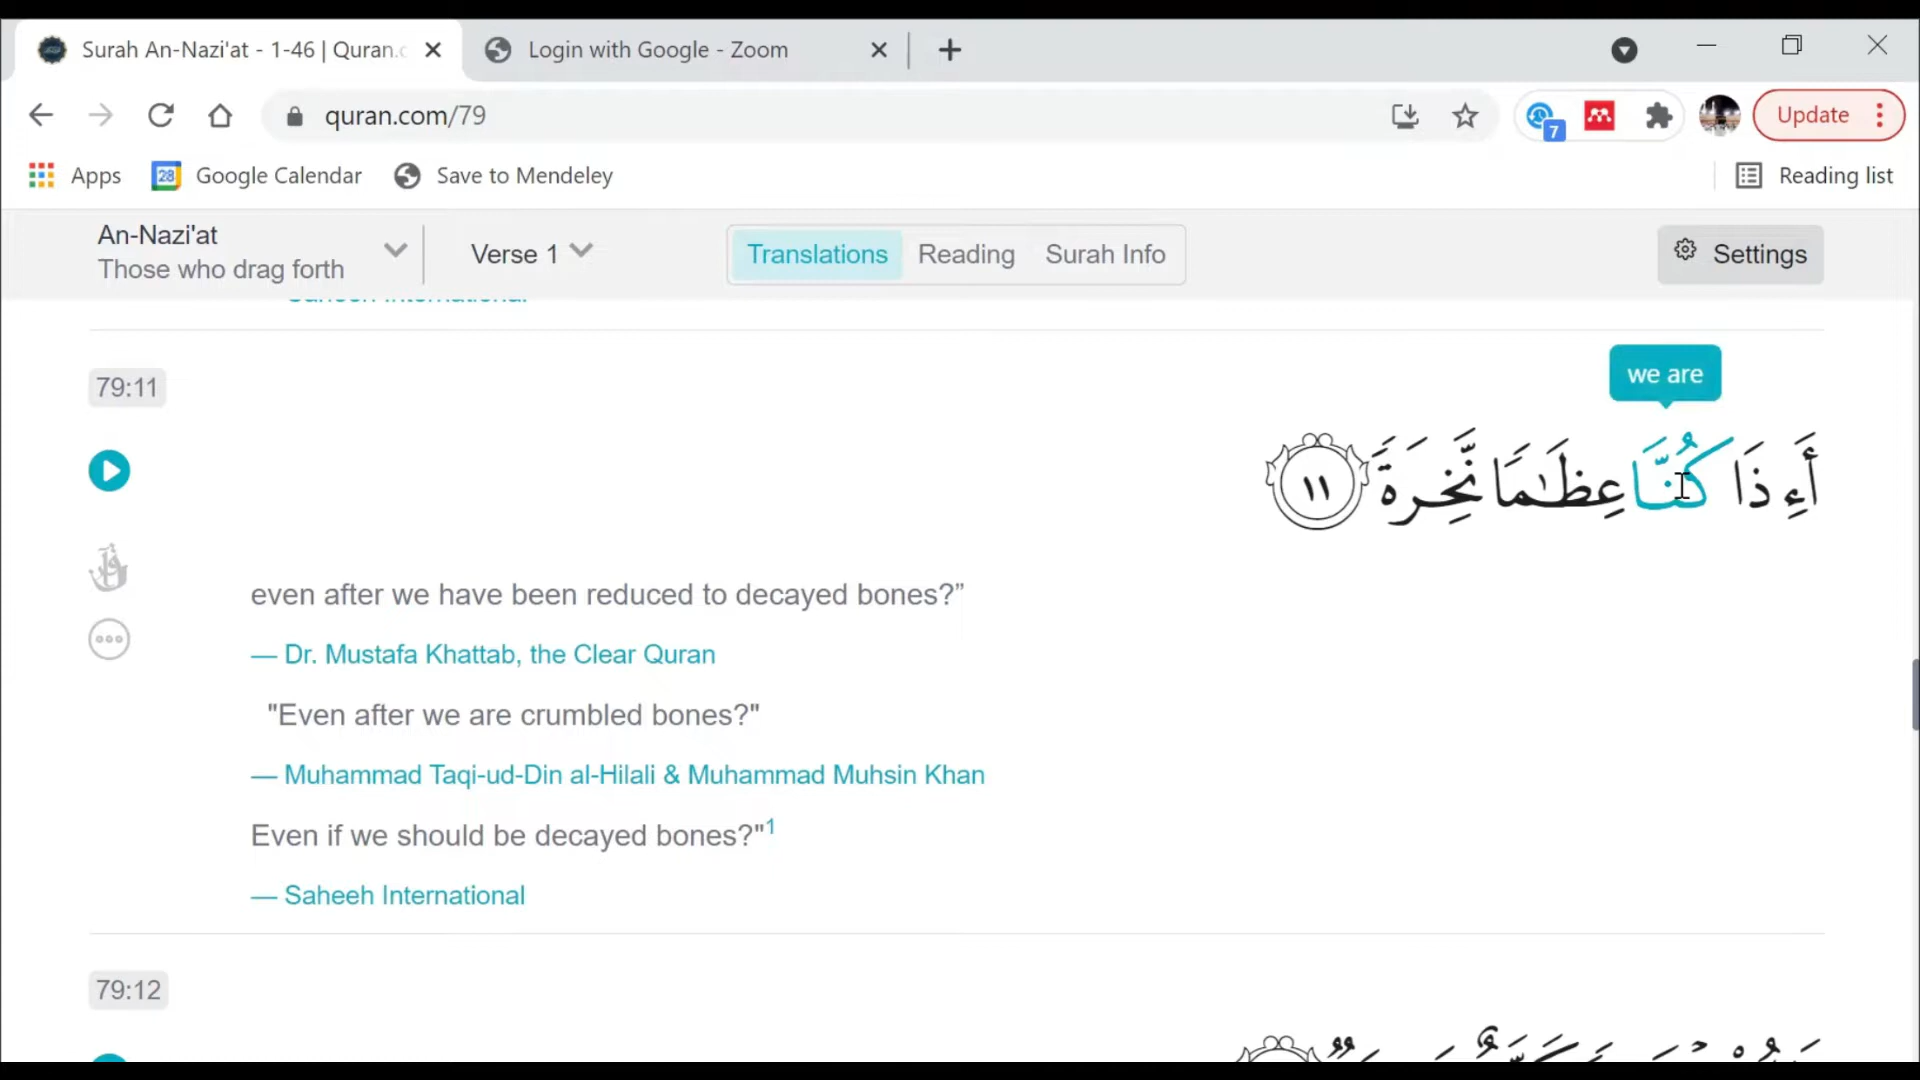 Surah An-Nazi'at - 1-46 | Quran.c
Login with Google - Zoom
quran.com/79
7
Update
Apps
28
Google Calendar
Save to Mendeley
Reading list
An-Nazi'at
Those who drag forth
Verse 1
Translations
Reading
Surah Info
Settings
Saheeh International
79:11
we are
أَءِذَا كُنَّا عِظَـٰمًا نَّخِرَةً ١١
even after we have been reduced to decayed bones?”
— Dr. Mustafa Khattab, the Clear Quran
"Even after we are crumbled bones?"
— Muhammad Taqi-ud-Din al-Hilali & Muhammad Muhsin Khan
Even if we should be decayed bones?"1
— Saheeh International
79:12